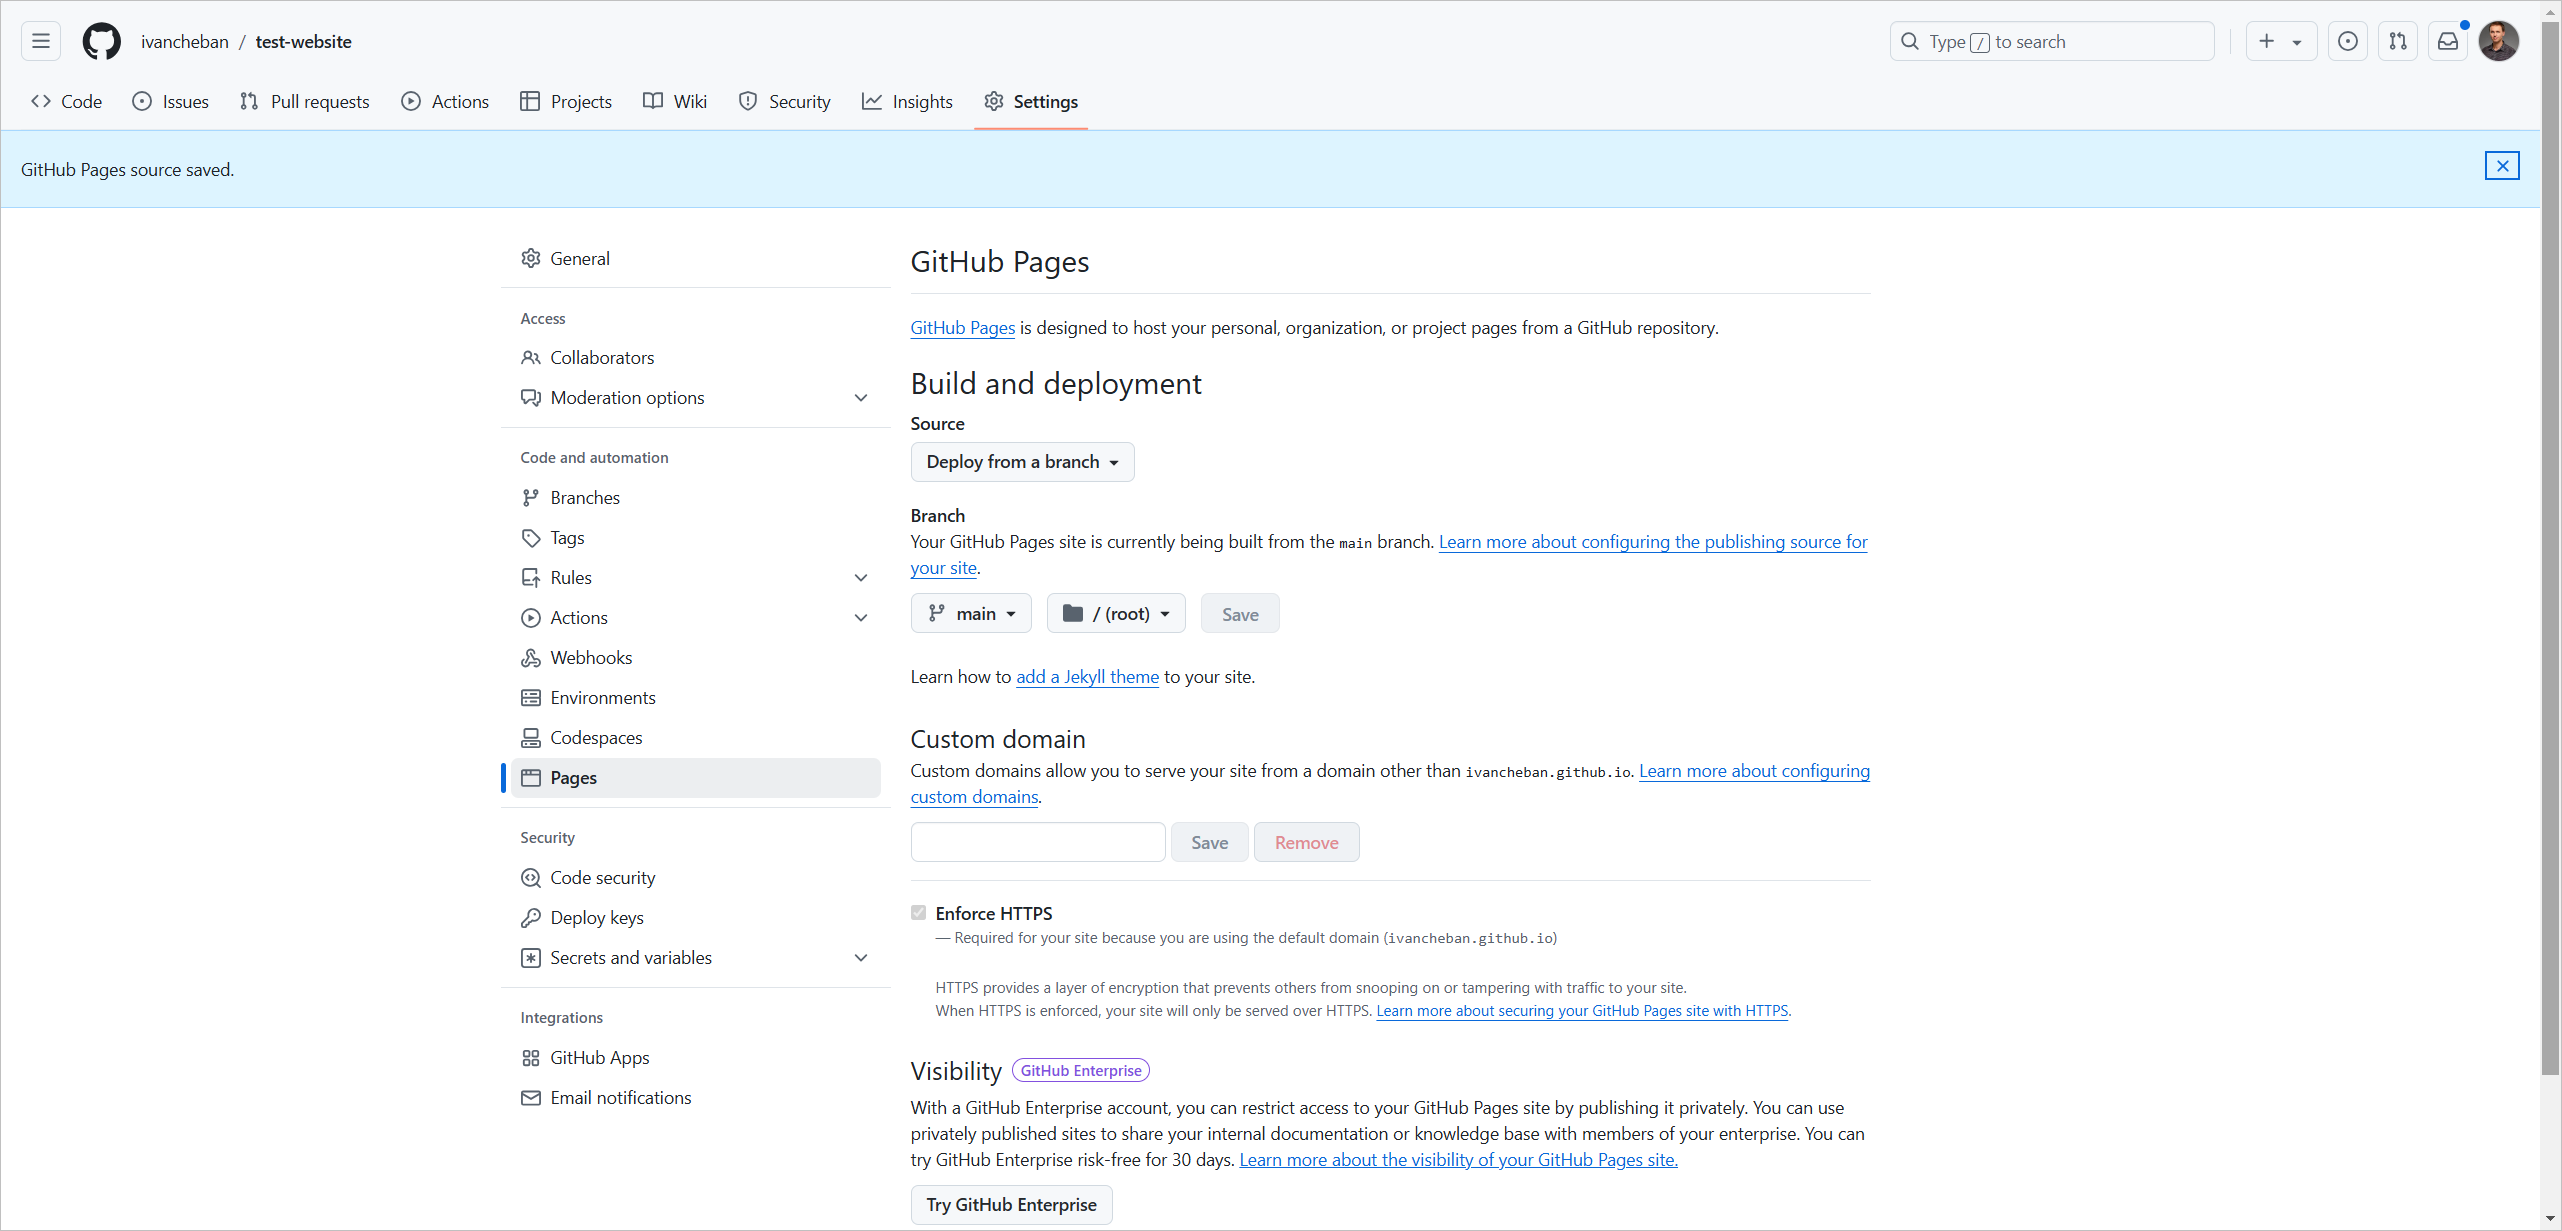 ivancheban / test-website
Type / to search
Code
Issues
Pull requests
Actions
Projects
Wiki
Security
Insights
Settings
GitHub Pages source saved.
General
Access
Collaborators
Moderation options
Code and automation
Branches
Tags
Rules
Actions
Webhooks
Environments
Codespaces
Pages
Security
Code security
Deploy keys
Secrets and variables
Integrations
GitHub Apps
Email notifications
GitHub Pages
GitHub Pages is designed to host your personal, organization, or project pages from a GitHub repository.
Build and deployment
Source
Deploy from a branch
Branch
Your GitHub Pages site is currently being built from the main branch. Learn more about configuring the publishing source for
your site.
main
/ (root)
Save
Learn how to add a Jekyll theme to your site.
Custom domain
Custom domains allow you to serve your site from a domain other than ivancheban.github.io. Learn more about configuring
custom domains.
Save
Remove
Enforce HTTPS
— Required for your site because you are using the default domain (ivancheban.github.io)
HTTPS provides a layer of encryption that prevents others from snooping on or tampering with traffic to your site.
When HTTPS is enforced, your site will only be served over HTTPS. Learn more about securing your GitHub Pages site with HTTPS.
Visibility GitHub Enterprise
With a GitHub Enterprise account, you can restrict access to your GitHub Pages site by publishing it privately. You can use
privately published sites to share your internal documentation or knowledge base with members of your enterprise. You can
try GitHub Enterprise risk-free for 30 days. Learn more about the visibility of your GitHub Pages site.
Try GitHub Enterprise